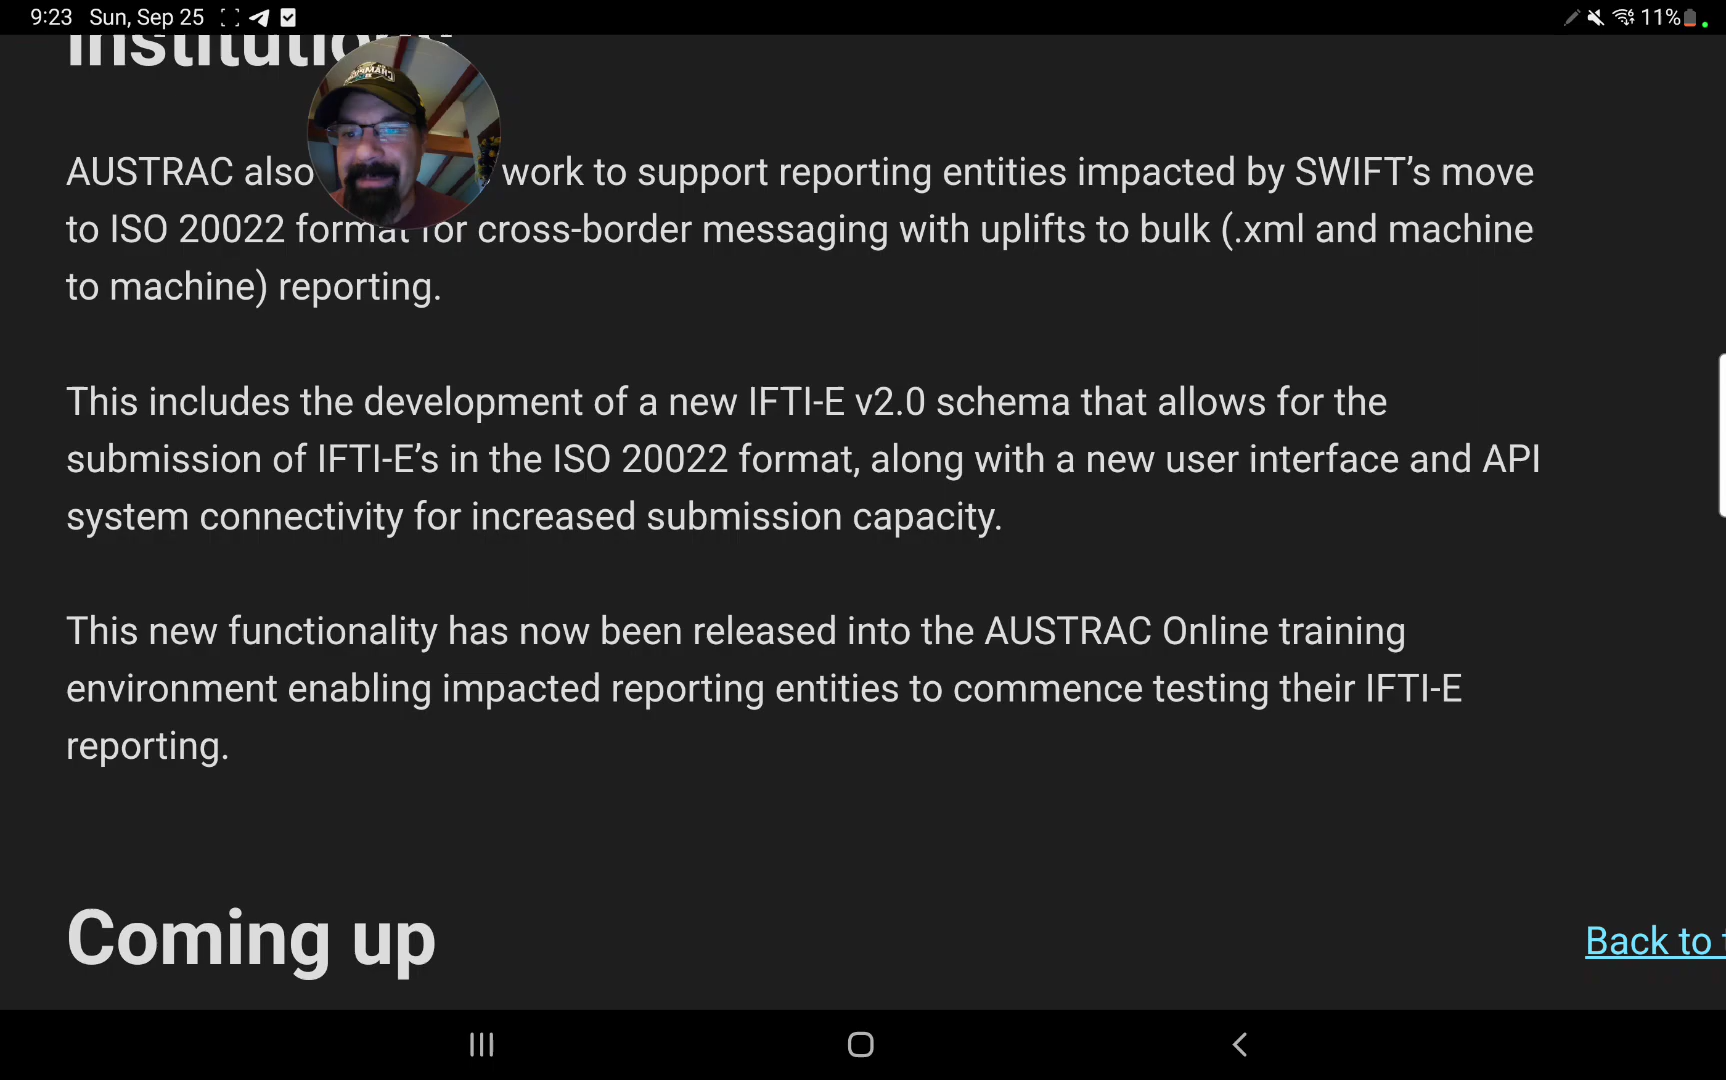 9:23 Sun, Sep 25 11%
AUSTRAC also work to support reporting entities impacted by SWIFT’s move
to ISO 20022 format for cross-border messaging with uplifts to bulk (.xml and machine
to machine) reporting.
This includes the development of a new IFTI-E v2.0 schema that allows for the
submission of IFTI-E’s in the ISO 20022 format, along with a new user interface and API
system connectivity for increased submission capacity.
This new functionality has now been released into the AUSTRAC Online training
environment enabling impacted reporting entities to commence testing their IFTI-E
reporting.
Coming up
Back to